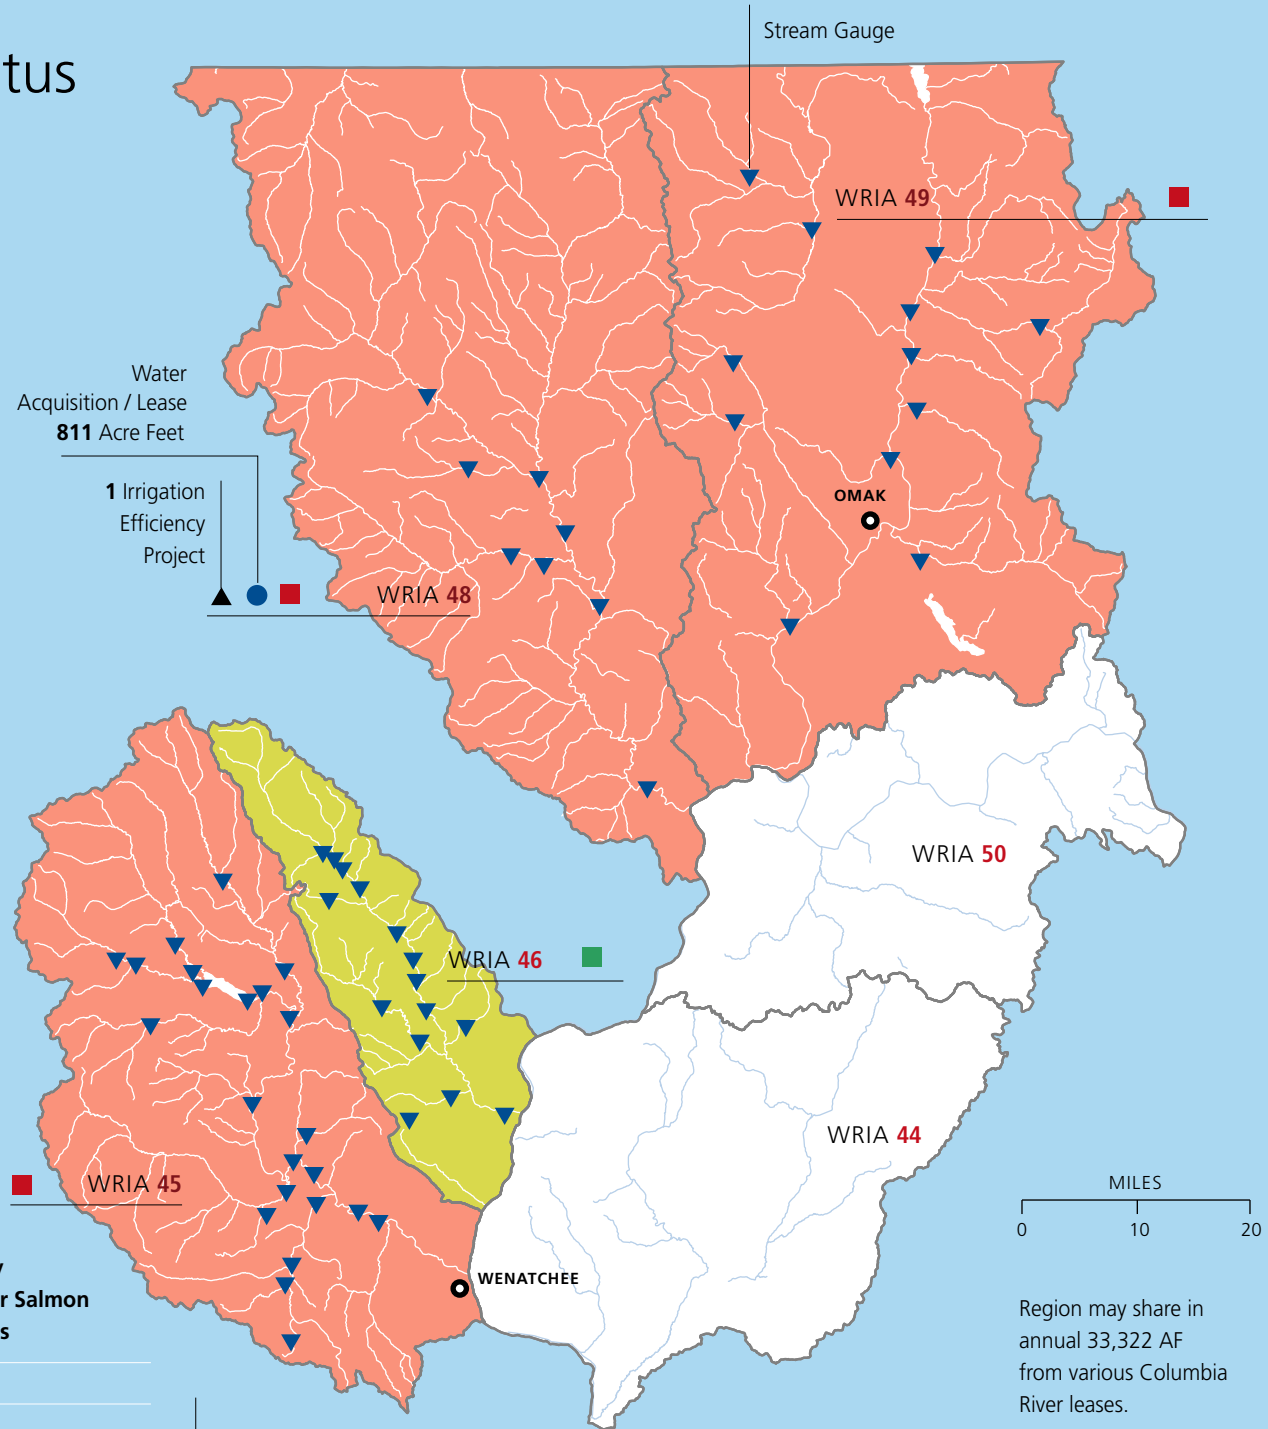 tus
Stream Gauge
WRIA 49
Water
Acquisition / Lease
811 Acre Feet
1 Irrigation
Efficiency
Project
WRIA 48
OMAK
WRIA 50
WRIA 46
WRIA 44
WRIA 45
MILES
0 10 20
WENATCHEE
y
r Salmon
s
Region may share in
annual 33,322 AF
from various Columbia
River leases.